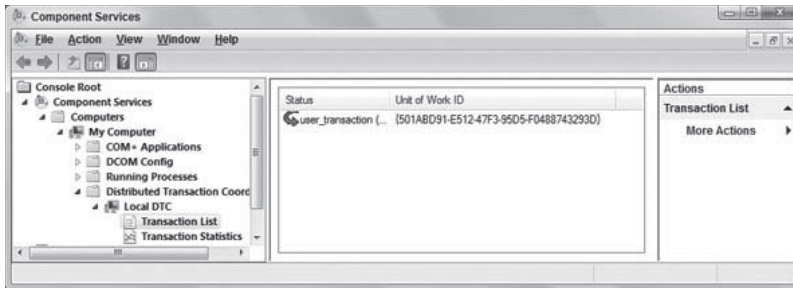 Component Services
File Action View Window Help
Console Root
Component Services
Computers
My Computer
COM+ Applications
DCOM Config
Running Processes
Distributed Transaction Coord
Local DTC
Transaction List
Transaction Statistics
Status Unit of Work ID
user_transaction (... {501ABD91-E512-47F3-95D5-F0488743293D}
Actions
Transaction List
More Actions